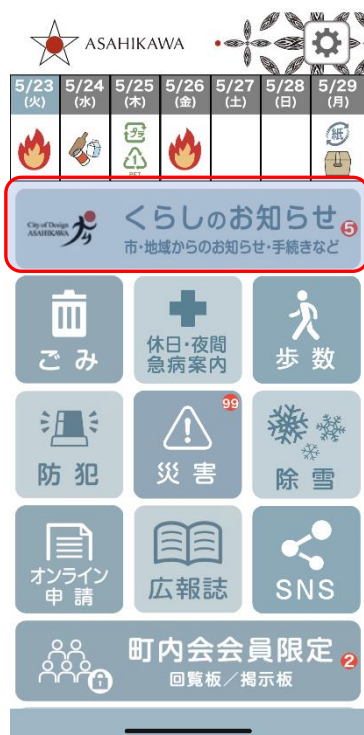 ASAHIKAWA
5/23 5/24 5/25 5/26 5/27 5/28 5/29
(火) (水) (木) (金) (土) (日) (月)
プラ
紙
1
PET
City of Design
ASAHIKAWA
くらしのお知らせ 5
市・地域からのお知らせ・手続きなど
ごみ
休日・夜間
急病案内
歩数
防犯
99
災害
除雪
オンライン
申請
広報誌
SNS
町内会会員限定 2
回覧板/掲示板